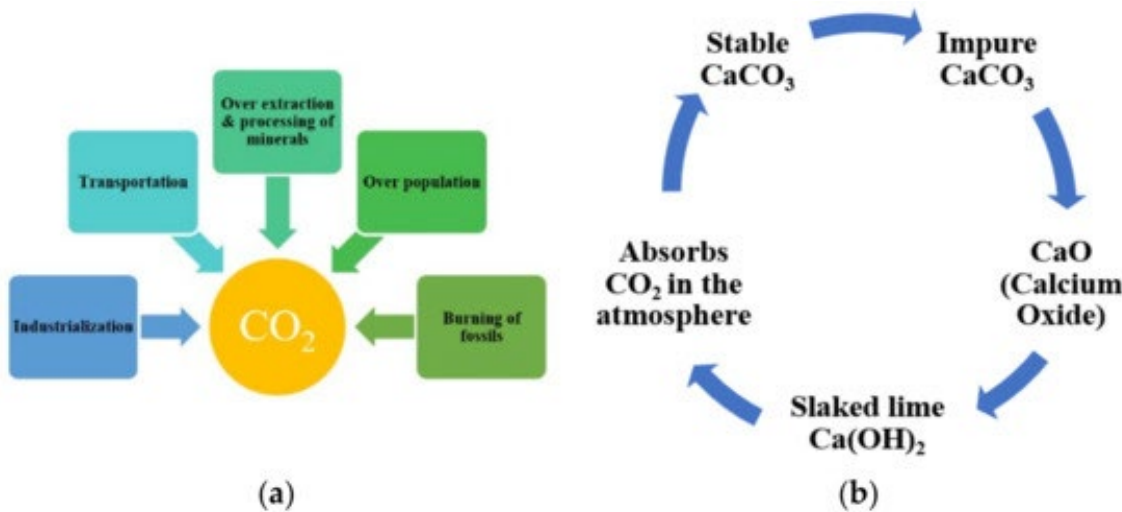 Over extraction
& processing of
minerals
Transportation
Over population
Industrialization
CO₂
Burning of
fossils
(a)
Stable
CaCO₃
Impure
CaCO₃
CaO
(Calcium
Oxide)
Slaked lime
Ca(OH)₂
Absorbs
CO₂ in the
atmosphere
(b)